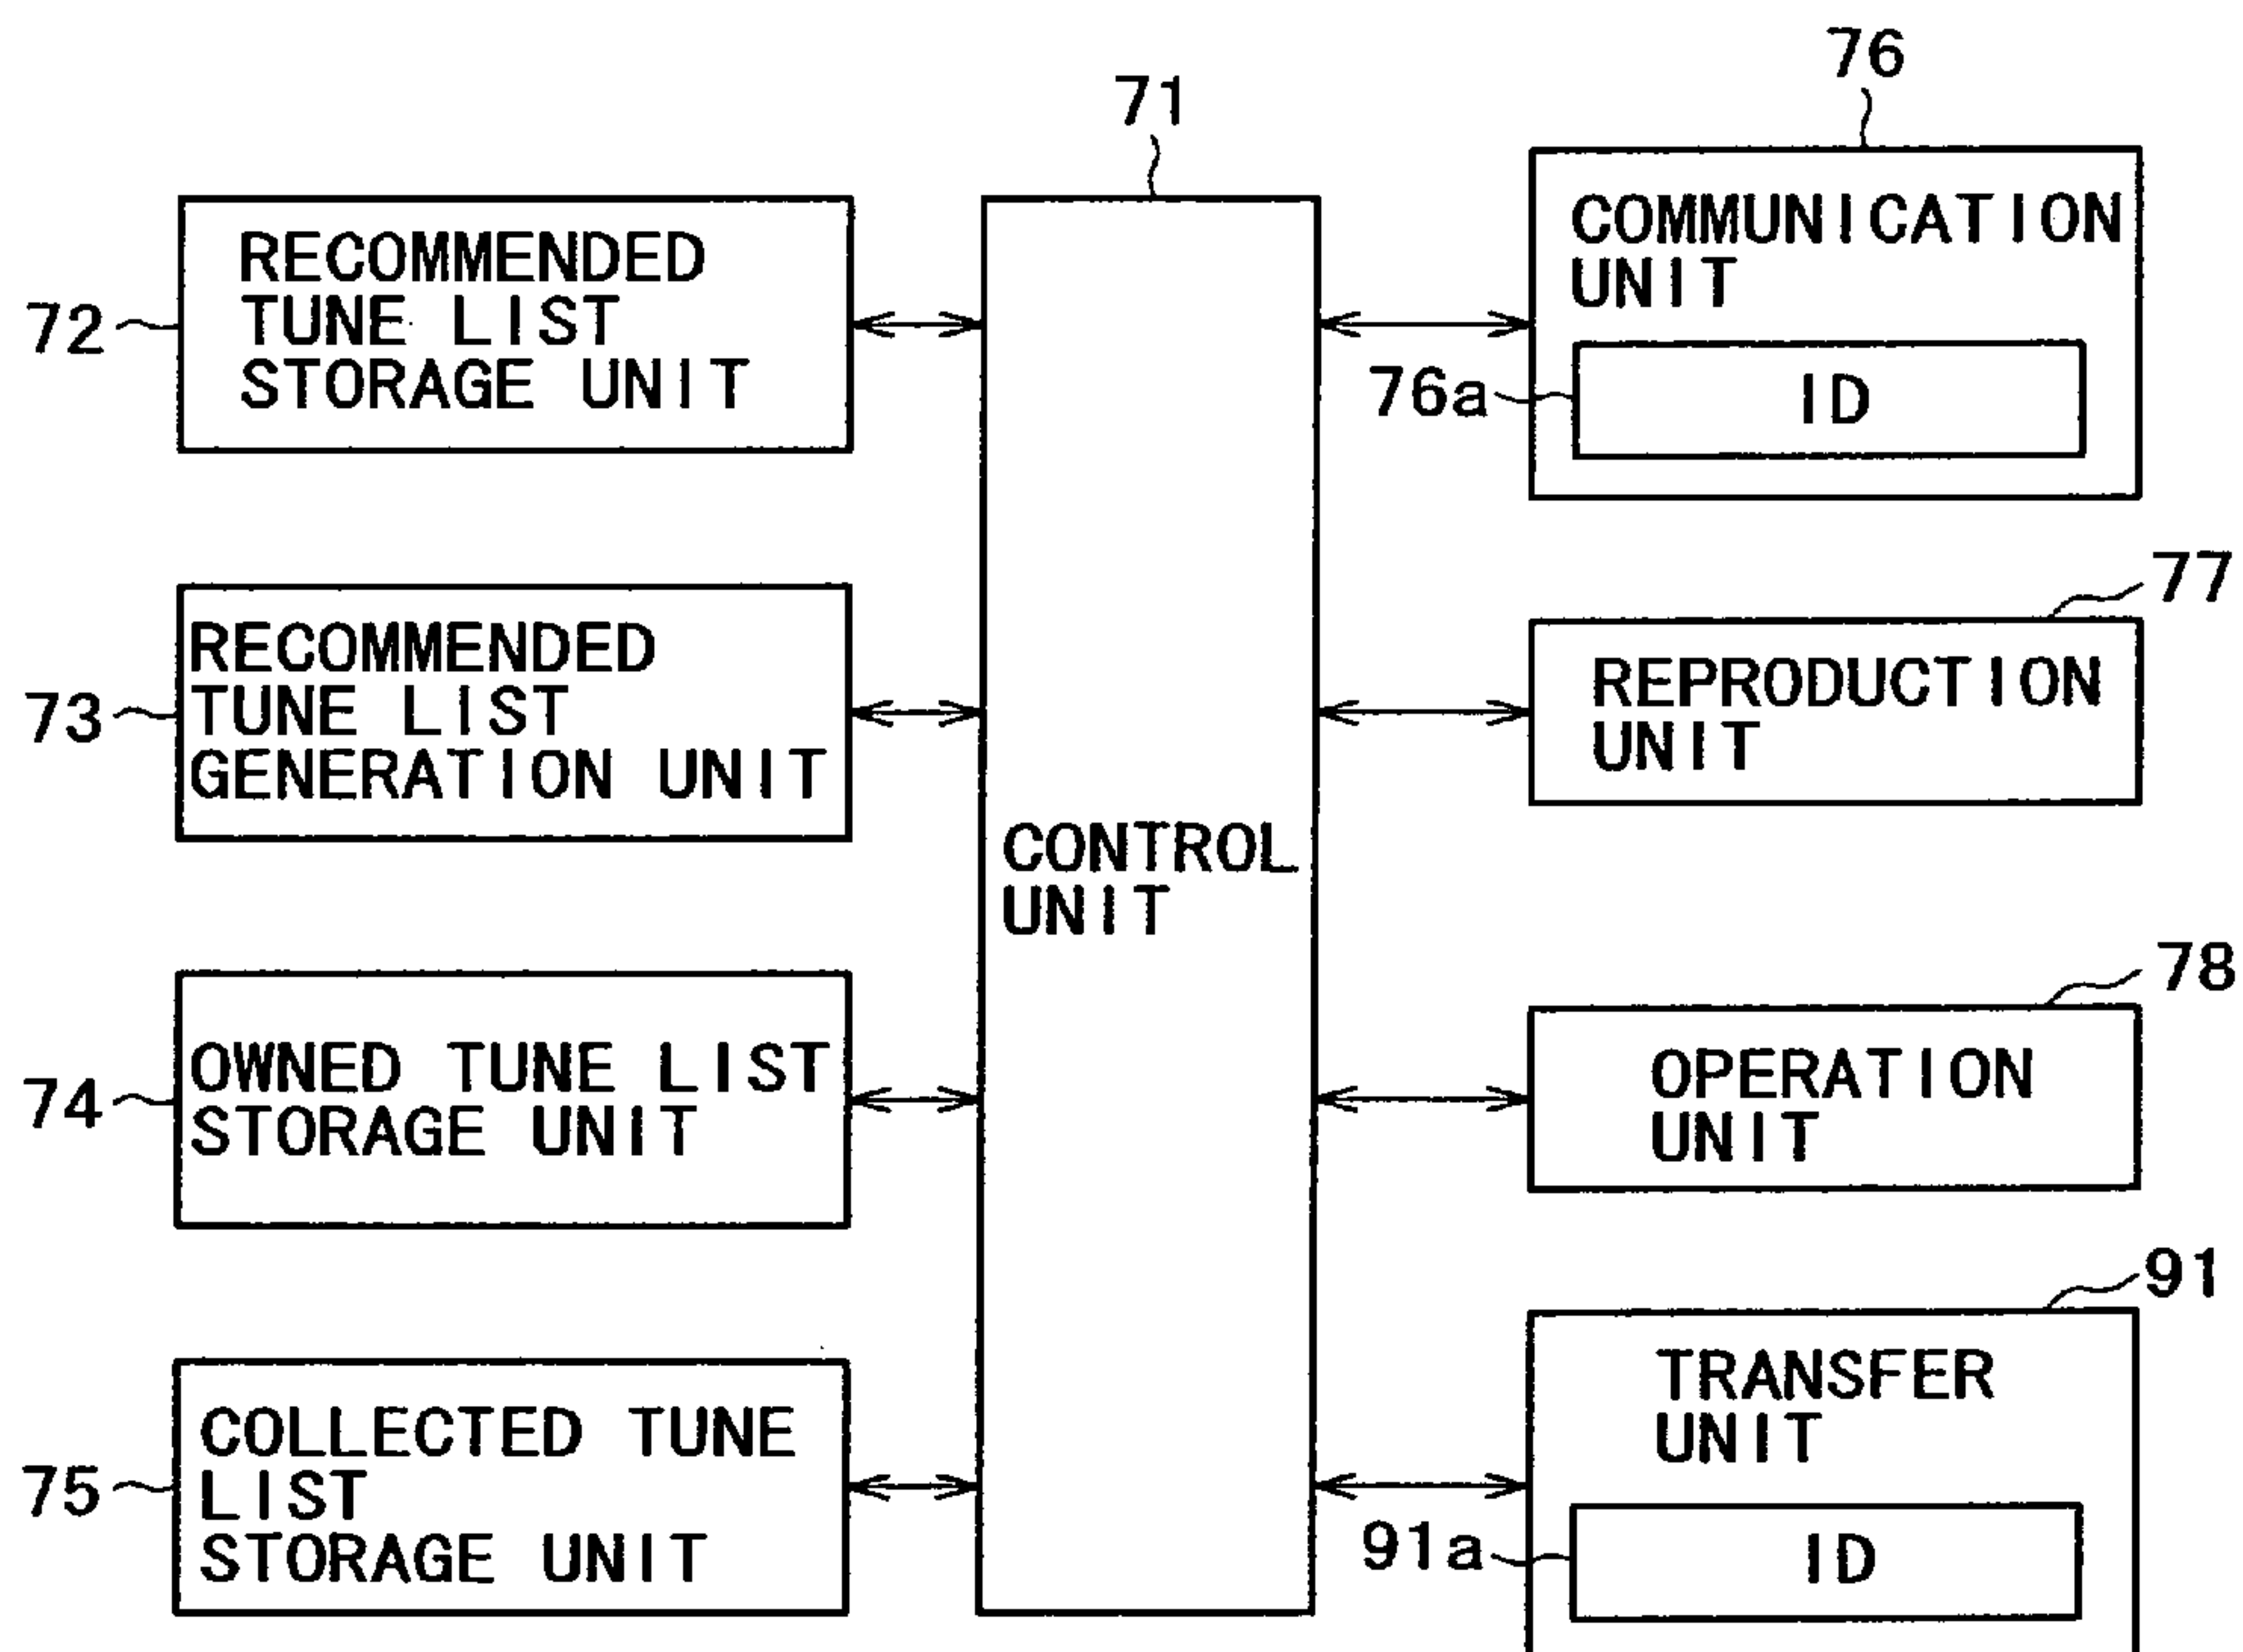 71
76
72
RECOMMENDED
TUNE LIST
STORAGE UNIT
COMMUNICATION
UNIT
76a
ID
73
RECOMMENDED
TUNE LIST
GENERATION UNIT
77
REPRODUCTION
UNIT
CONTROL
UNIT
74
OWNED TUNE LIST
STORAGE UNIT
78
OPERATION
UNIT
75
COLLECTED TUNE
LIST
STORAGE UNIT
91
TRANSFER
UNIT
91a
ID